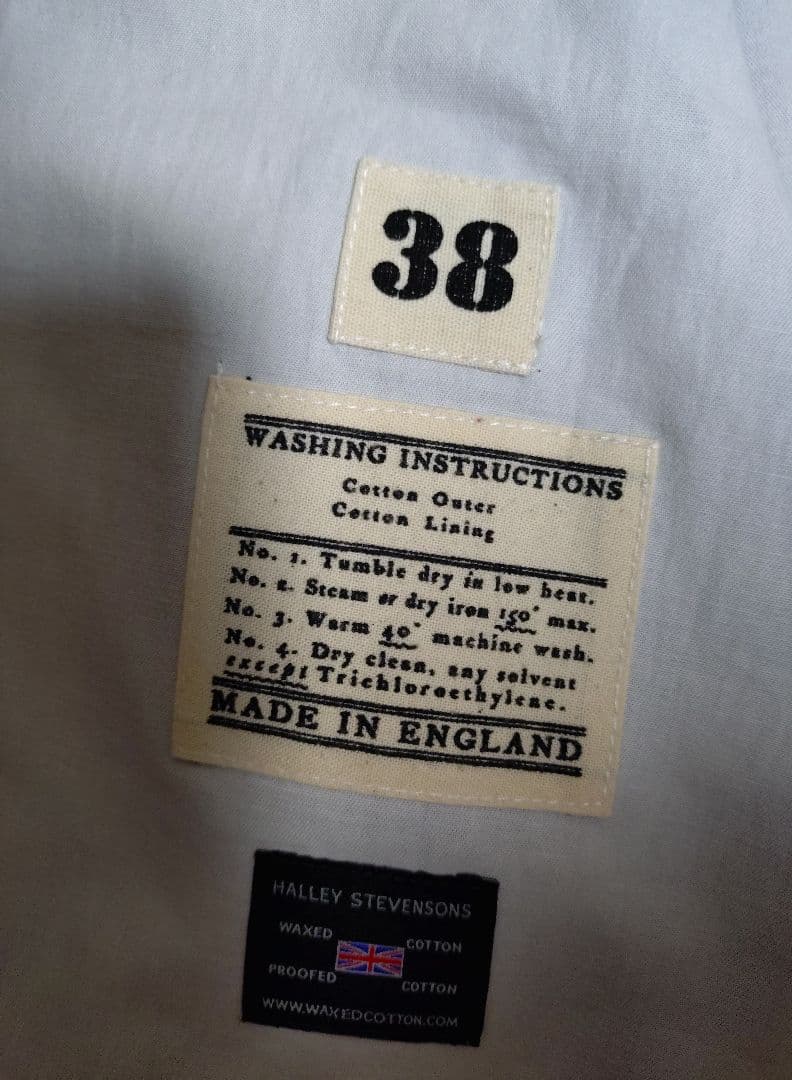 38
WASHING INSTRUCTIONS
Cotton Outer
Cotton Lining
No. 1. Tumble dry in low heat.
No. 2. Steam or dry iron 150° max.
No. 3. Warm 40° machine wash.
No. 4. Dry clean, any solvent
except Trichloroethylene.
MADE IN ENGLAND
HALLEY STEVENSONS
WAXED COTTON
PROOFED COTTON
WWW.WAXEDCOTTON.COM